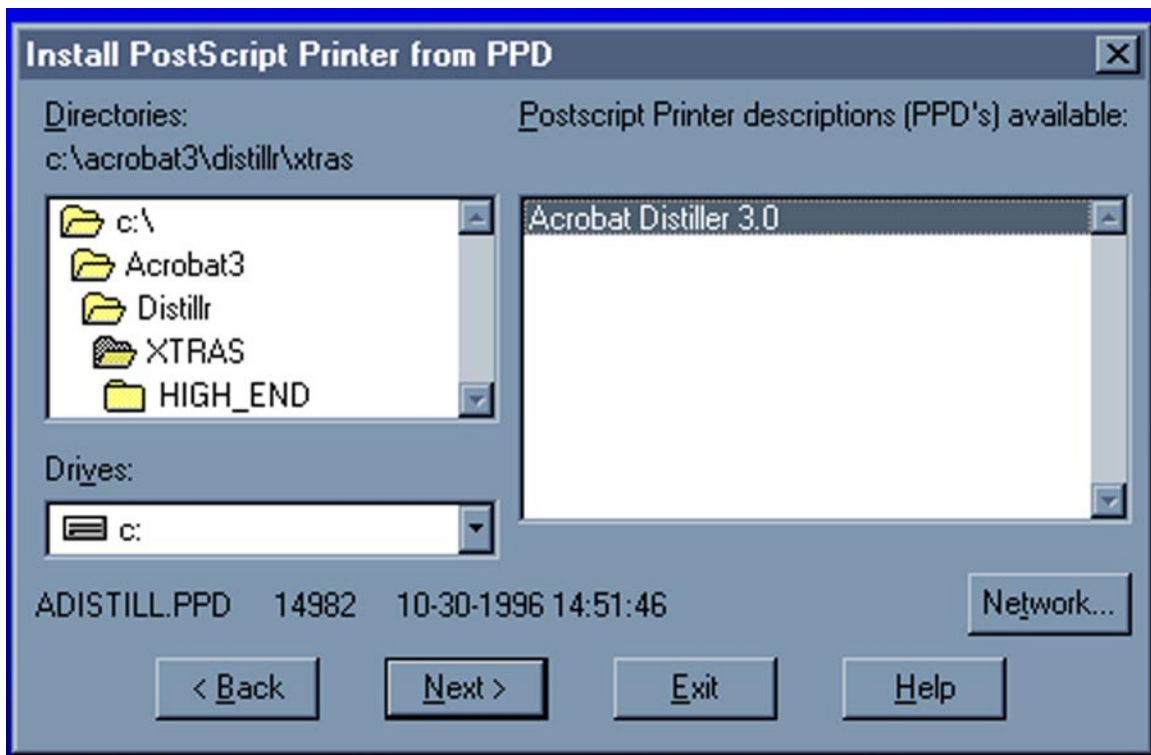 Install PostScript Printer from PPD
Directories:
c:\acrobat3\distillr\xtras
c:\
Acrobat3
Distillr
XTRAS
HIGH_END
Drives:
c:
Postscript Printer descriptions (PPD's) available:
Acrobat Distiller 3.0
ADISTILL.PPD 14982 10-30-1996 14:51:46
Network...
< Back
Next >
Exit
Help